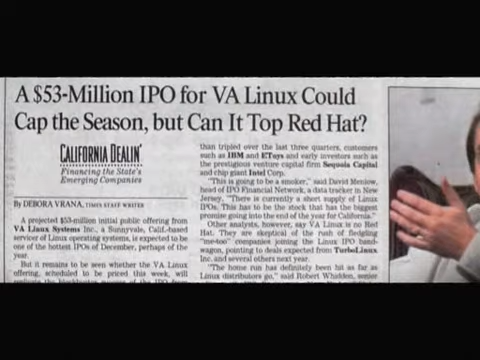 A $53-Million IPO for VA Linux Could
Cap the Season, but Can It Top Red Hat?
CALIFORNIA DEALIN'
Financing the State's
Emerging Companies
By DEBORA VRANA, TIMES STAFF WRITER
A projected $53-million initial public offering from
VA Linux Systems Inc., a Sunnyvale, Calif.-based
service of Linux operating systems, is expected to be
one of the hottest IPOs of December, perhaps of the
year.
But it remains to be seen whether the VA Linux
offering, scheduled to be priced this week, will
than tripled over the last three quarters, customers
such as IBM and EToys and early investors such as
the prestigious venture capital firm Sequoia Capital
and chip giant Intel Corp.
"This is going to be a smoker," said David Menlow,
head of IPO Financial Network, a data tracker in New
Jersey. "There is currently a short supply of Linux
IPOs. This has to be the stock that has the biggest
promise going into the end of the year for California."
Other analysts, however, say VA Linux is no Red
Hat. They are skeptical of the rush of fledgling
"me-too" companies joining the Linux IPO band-
wagon, pointing to deals expected from TurboLinux
Inc. and several others next year.
"The home run has definitely been hit as far as
Linux distributors go," said Robert Whidden, senior